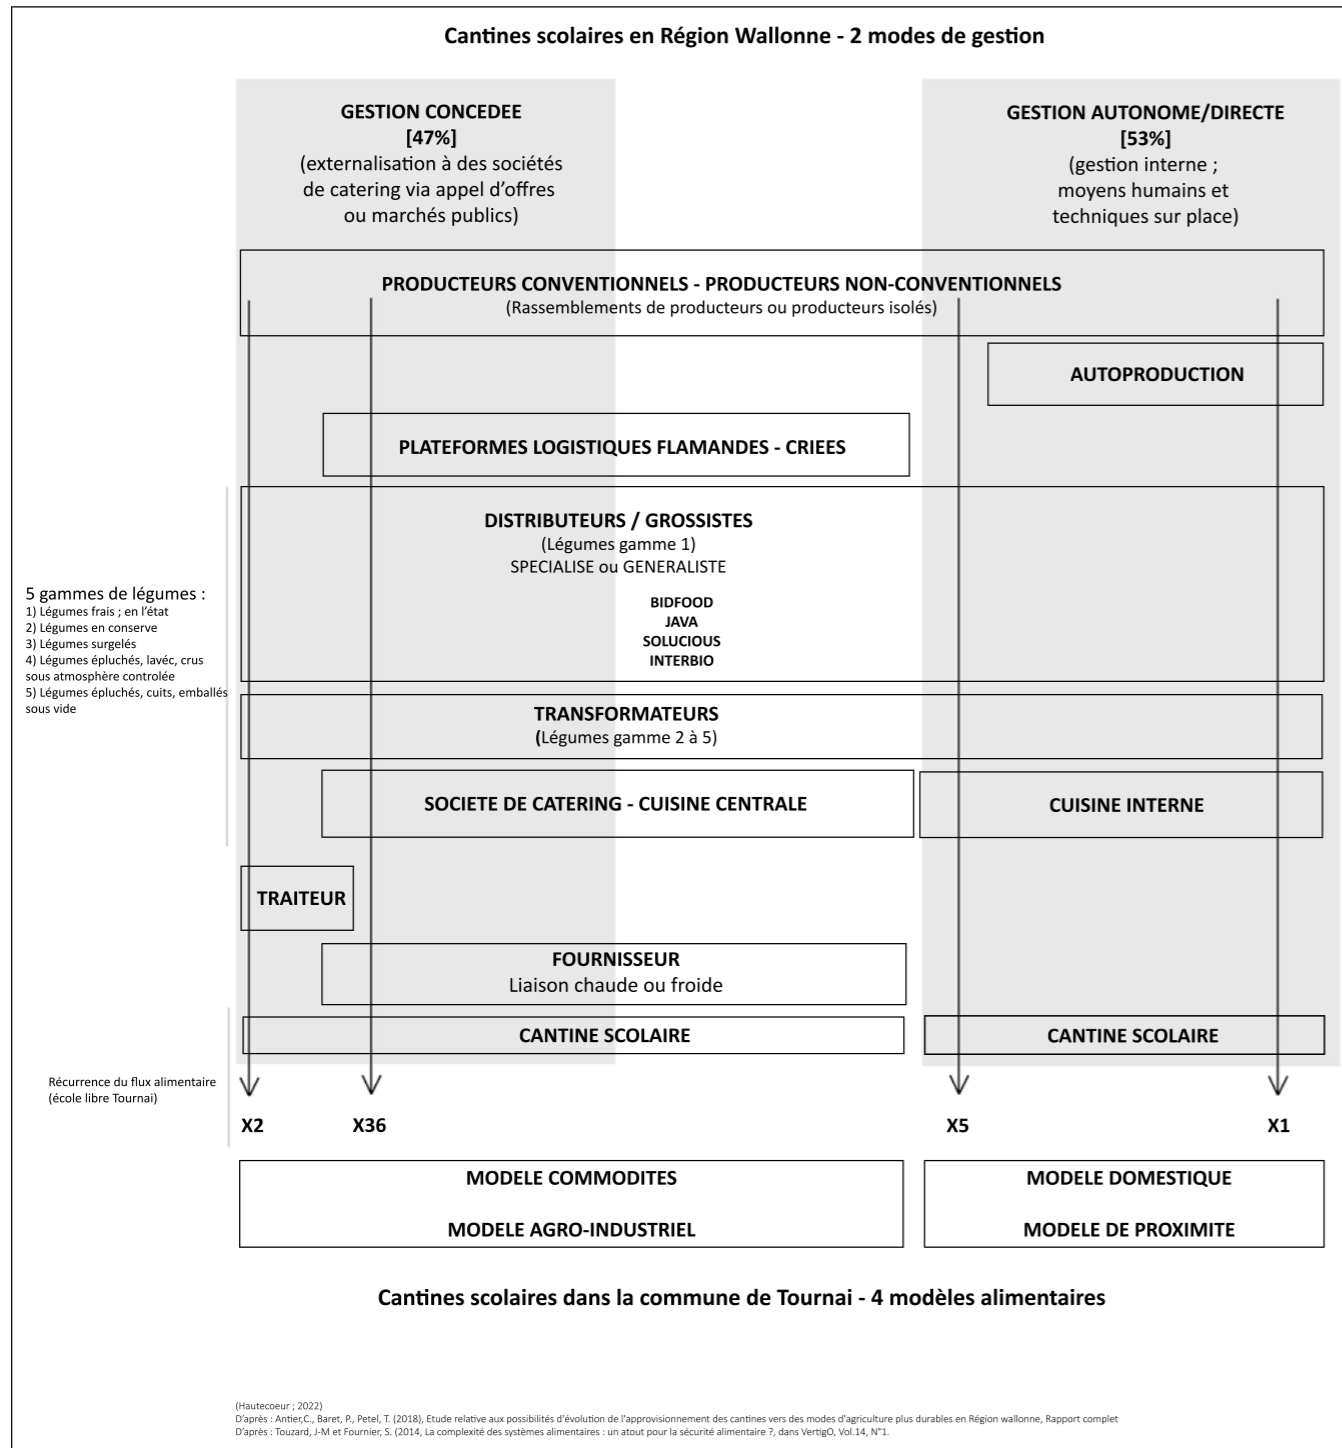 Cantines scolaires en Région Wallonne - 2 modes de gestion
GESTION CONCEDEE
[47%]
(externalisation à des sociétés
de catering via appel d'offres
ou marchés publics)
GESTION AUTONOME/DIRECTE
[53%]
(gestion interne ;
moyens humains et
techniques sur place)
PRODUCTEURS CONVENTIONNELS - PRODUCTEURS NON-CONVENTIONNELS
(Rassemblements de producteurs ou producteurs isolés)
AUTOPRODUCTION
PLATEFORMES LOGISTIQUES FLAMANDES - CRIEES
DISTRIBUTEURS / GROSSISTES
(Légumes gamme 1)
SPECIALISE ou GENERALISTE
BIDFOOD
JAVA
SOLUCIOUS
INTERBIO
5 gammes de légumes :
1) Légumes frais ; en l'état
2) Légumes en conserve
3) Légumes surgelés
4) Légumes épluchés, lavéc, crus
sous atmosphère controlée
5) Légumes épluchés, cuits, emballés
sous vide
TRANSFORMATEURS
(Légumes gamme 2 à 5)
SOCIETE DE CATERING - CUISINE CENTRALE
CUISINE INTERNE
TRAITEUR
FOURNISSEUR
Liaison chaude ou froide
CANTINE SCOLAIRE
CANTINE SCOLAIRE
Récurrence du flux alimentaire
(école libre Tournai)
X2
X36
X5
X1
MODELE COMMODITES
MODELE AGRO-INDUSTRIEL
MODELE DOMESTIQUE
MODELE DE PROXIMITE
Cantines scolaires dans la commune de Tournai - 4 modèles alimentaires
(Hautecoeur ; 2022)
D'après : Antier,C., Baret, P., Petel, T. (2018), Etude relative aux possibilités d'évolution de l'approvisionnement des cantines vers des modes d'agriculture plus durables en Région wallonne, Rapport complet
D'après : Touzard, J-M et Fournier, S. (2014, La complexité des systèmes alimentaires : un atout pour la sécurité alimentaire ?, dans VertigO, Vol.14, N°1.